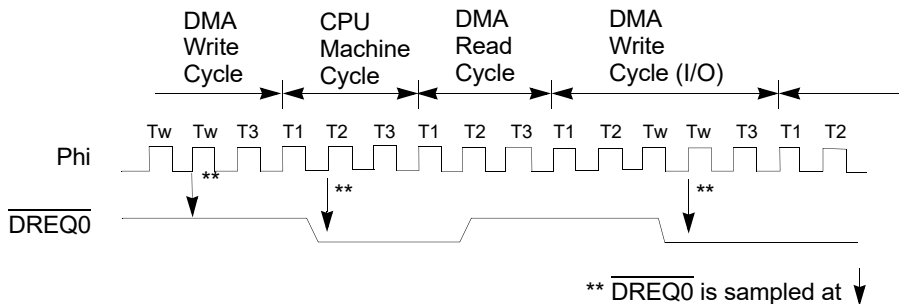 DMA Write Cycle
CPU Machine Cycle
DMA Read Cycle
DMA Write Cycle (I/O)
Tw Tw T3 T1 T2 T3 T1 T2 T3 T1 T2 Tw Tw T3 T1 T2
Phi
** ** **
DREQ0
** DREQ0 is sampled at